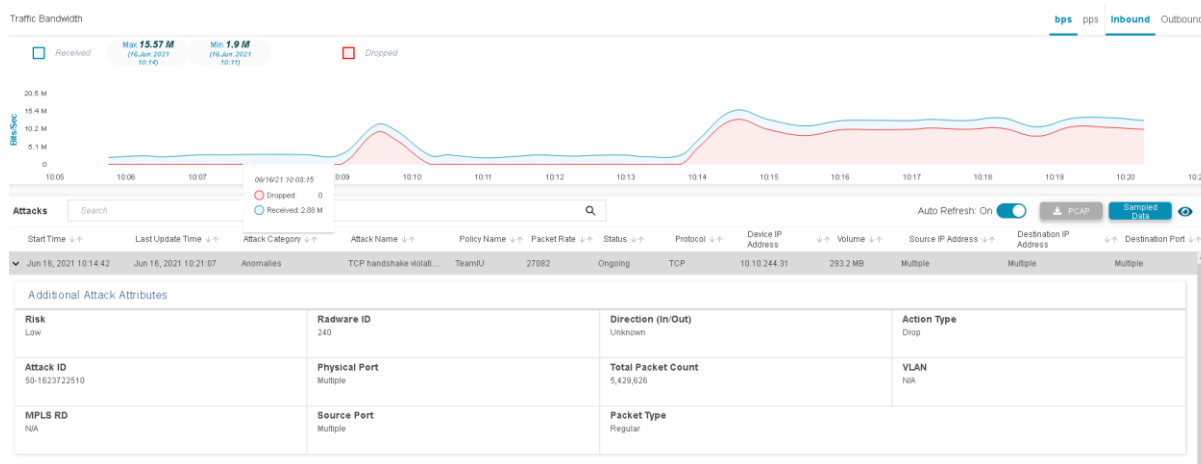 Traffic Bandwidth
bps pps Inbound Outbound
Received
Max 15.57 M
(16 Jun 2021
10:14)
Min 1.9 M
(16 Jun 2021
10:11)
Dropped
Bits/Sec
20.5 M
15.4 M
10.2 M
5.1 M
0
10:05 10:06 10:07 0:09 10:10 10:11 10:12 10:13 10:14 10:15 10:16 10:17 10:18 10:19 10:20 10:2
06/16/21 10:08:15
Dropped: 0
Received: 2.88 M
Attacks Search Auto Refresh: On PCAP Sampled Data
Start Time Last Update Time Attack Category Attack Name Policy Name Packet Rate Status Protocol Device IP Address Volume Source IP Address Destination IP Address Destination Port
Jun 16, 2021 10:14:42 Jun 16, 2021 10:21:07 Anomalies TCP handshake violati... TeamIU 27082 Ongoing TCP 10.10.244.31 293.2 MB Multiple Multiple Multiple
Additional Attack Attributes
Risk Radware ID Direction (In/Out) Action Type
Low 240 Unknown Drop
Attack ID Physical Port Total Packet Count VLAN
50-1623722510 Multiple 5,429,626 N/A
MPLS RD Source Port Packet Type
N/A Multiple Regular